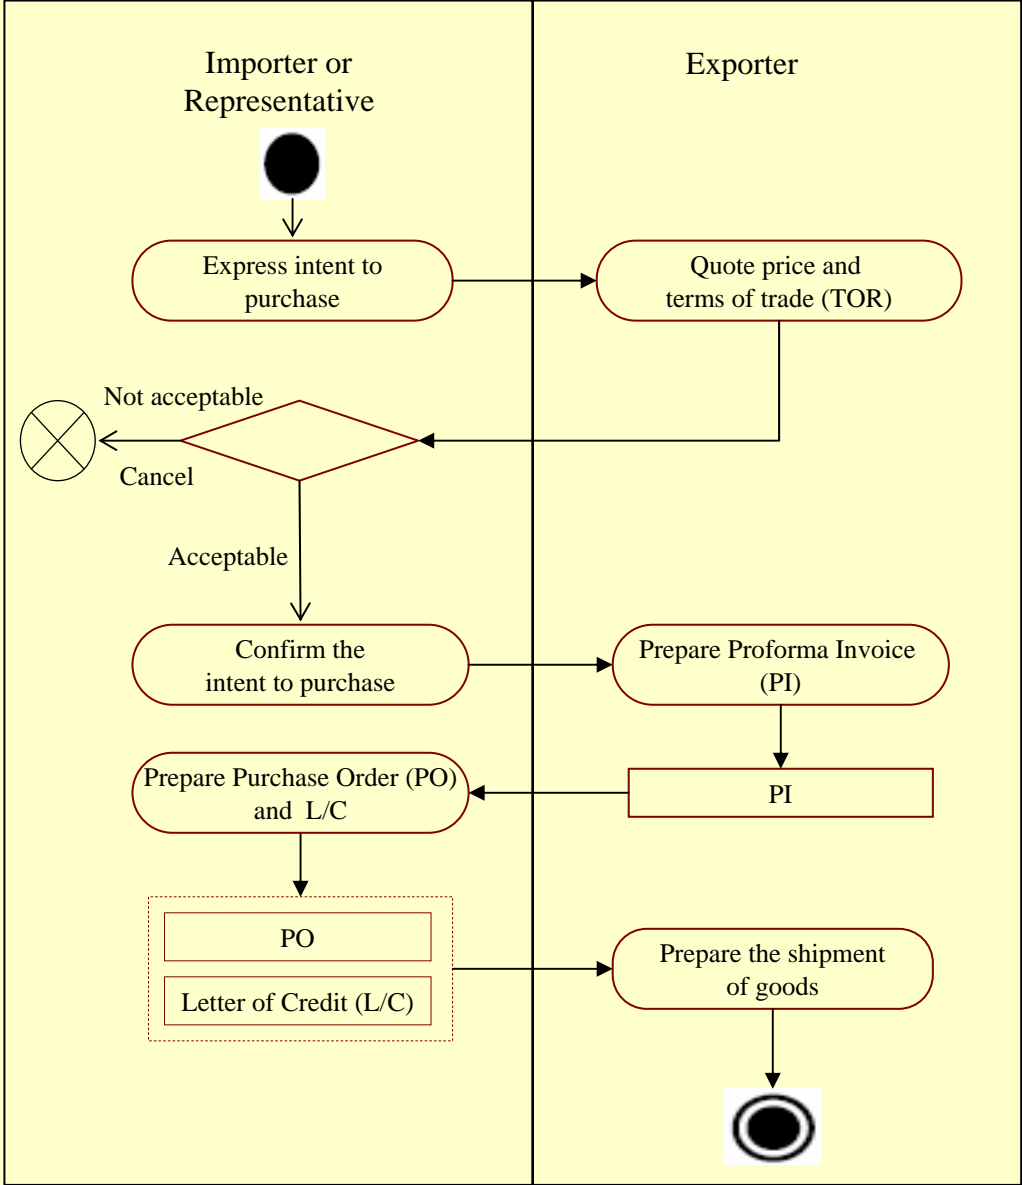 Importer or
Representative
Exporter
Express intent to
purchase
Quote price and
terms of trade (TOR)
Not acceptable
Cancel
Acceptable
Confirm the
intent to purchase
Prepare Proforma Invoice
(PI)
Prepare Purchase Order (PO)
and L/C
PI
PO
Letter of Credit (L/C)
Prepare the shipment
of goods